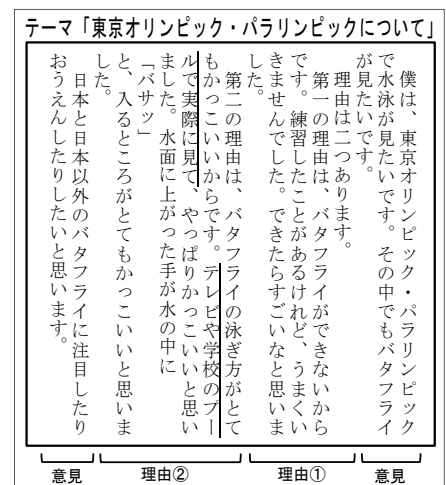 テーマ「東京オリンピック・パラリンピックについて」
僕は、東京オリンピック・パラリンピック
で水泳が見たいです。その中でもバタフライ
が見たいです。
理由は二つあります。
第一の理由は、バタフライができないから
です。練習したことがあるけれど、うまくい
きませんでした。できたらすごいなと思いま
した。
第二の理由は、バタフライの泳ぎ方がとて
もかっこいいからです。テレビや学校のプー
ルで実際に見て、やっぱりかっこいいと思い
ました。水面に上がった手が水の中に
「バサッ」
と、入るところがとてもかっこいいと思いま
した。
日本と日本以外のバタフライに注目したり
おうえんしたりしたいと思います。
意見
理由①
理由②
意見